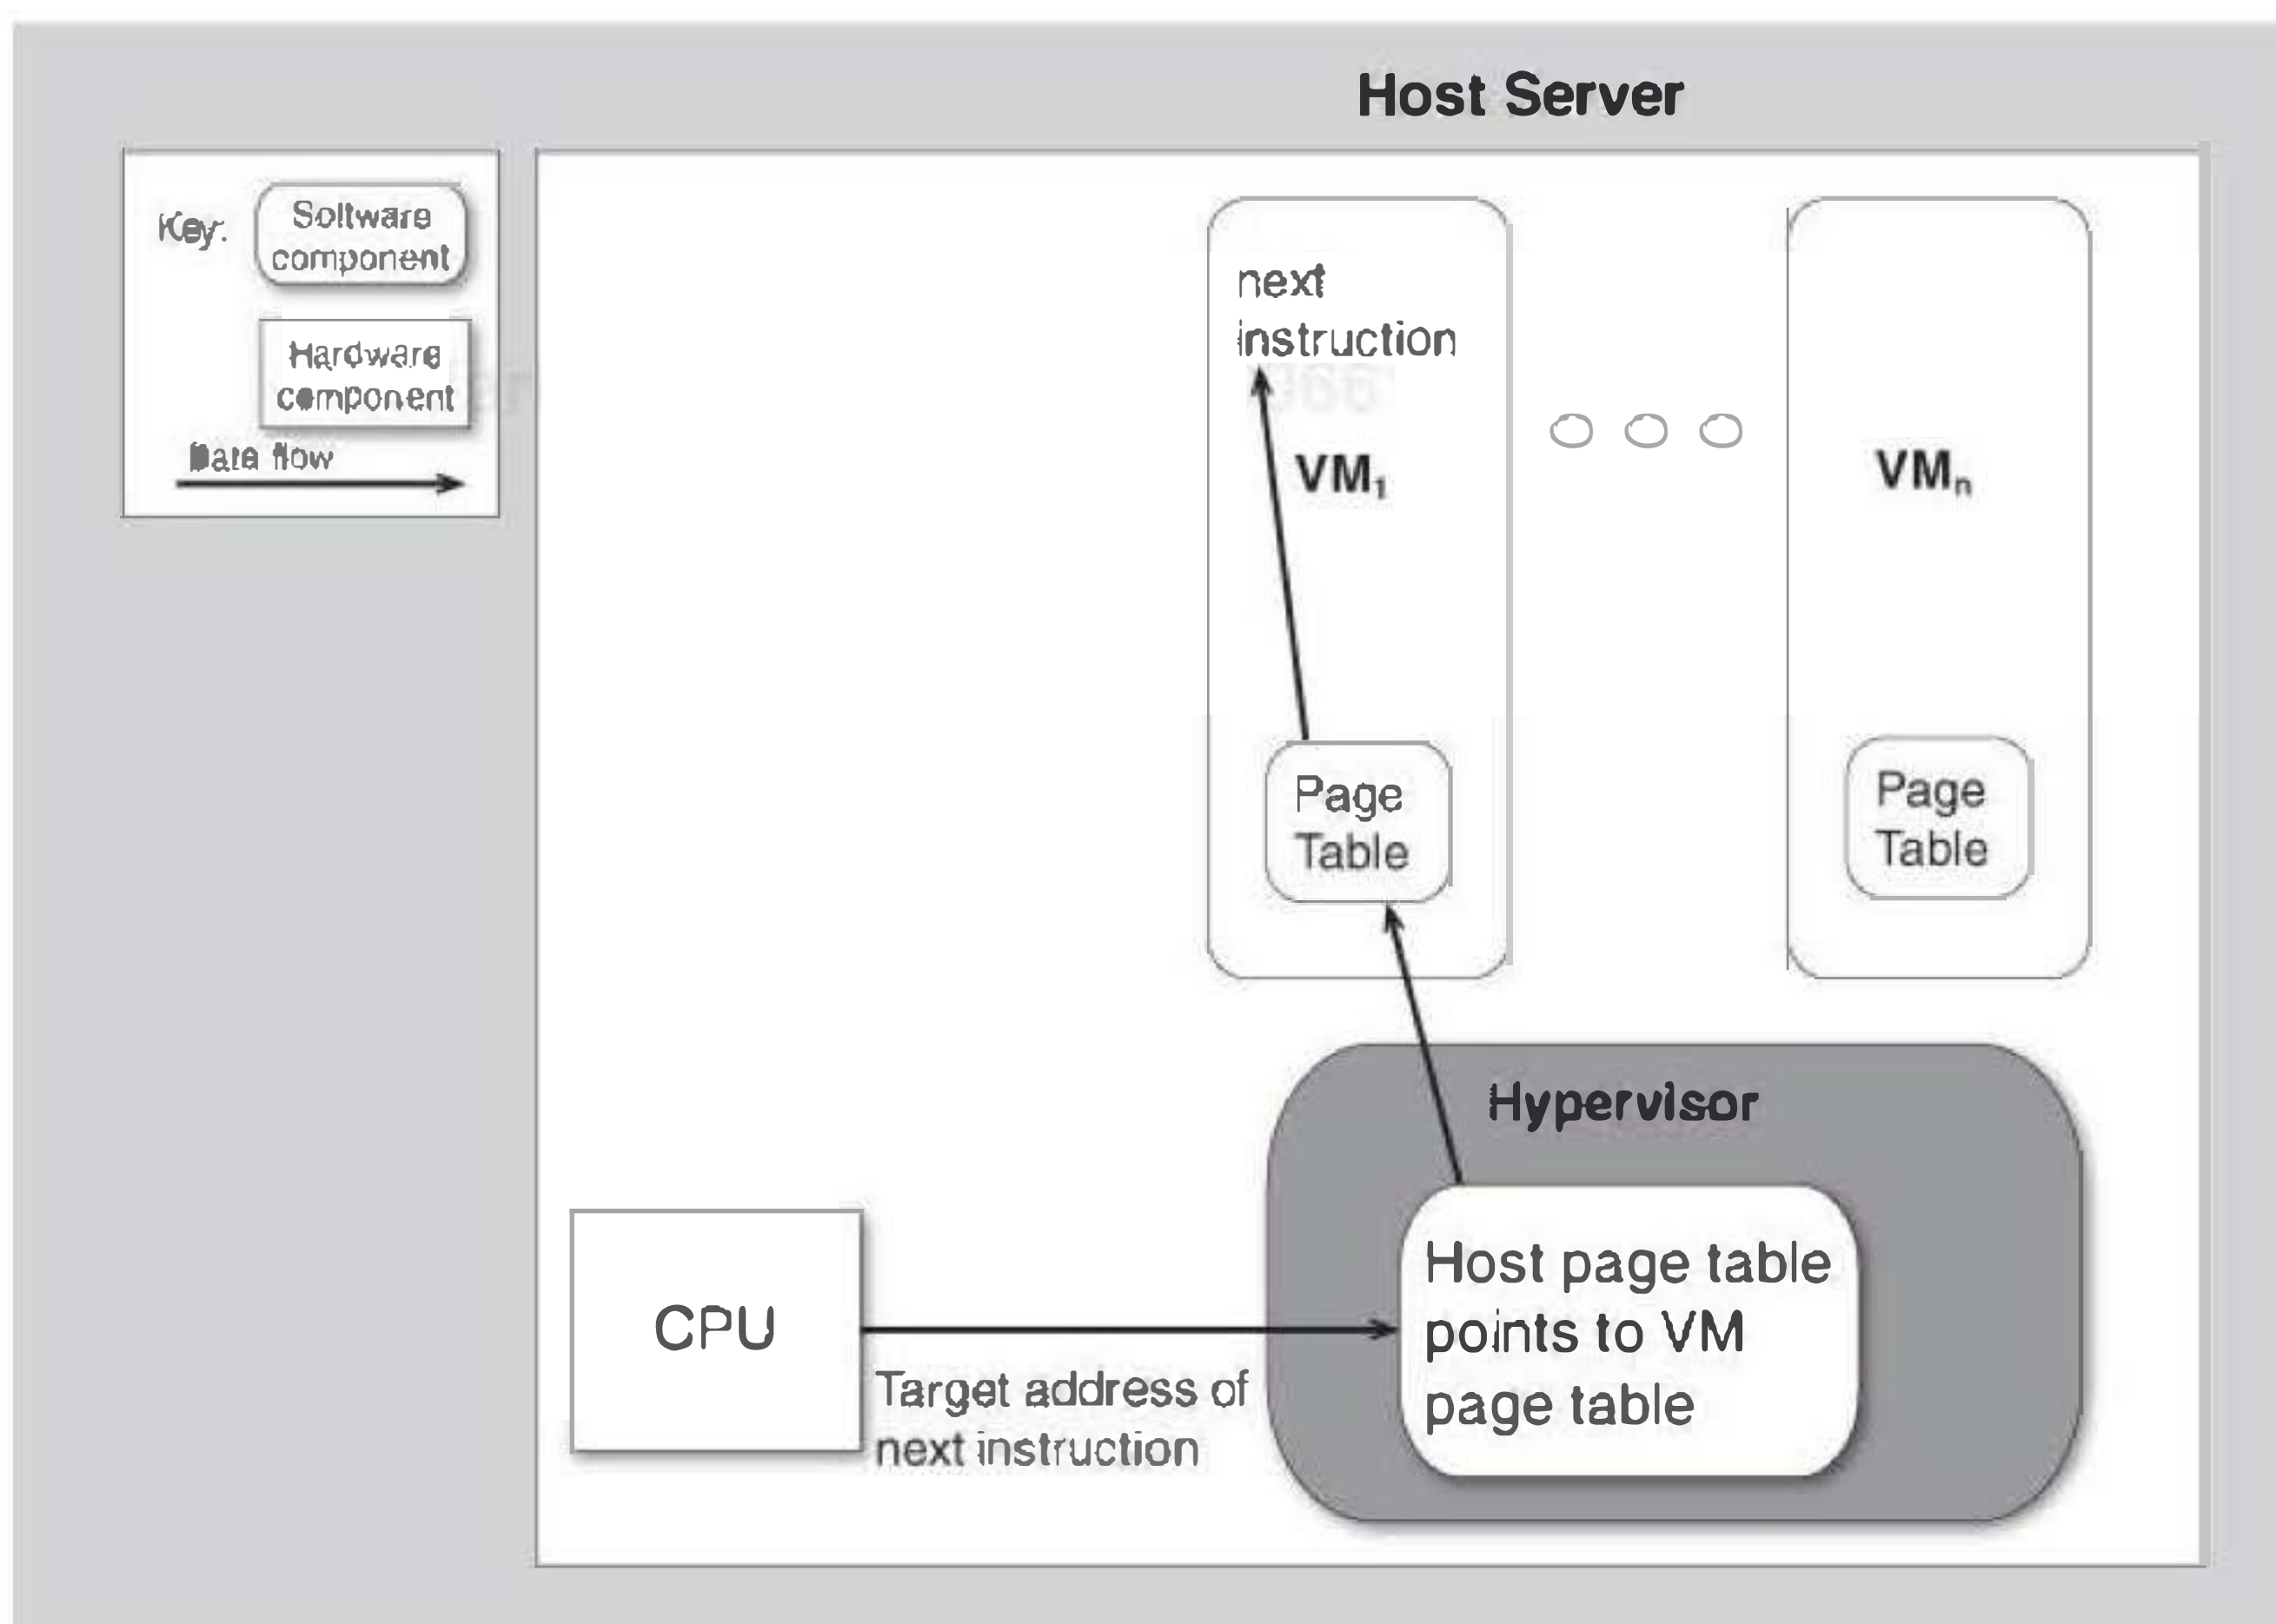 Host Server
Key:
Software
component
Hardware
component
Data flow
next
instruction
VM₁
VMₙ
Page
Table
Page
Table
Hypervisor
CPU
Target address of
next instruction
Host page table
points to VM
page table